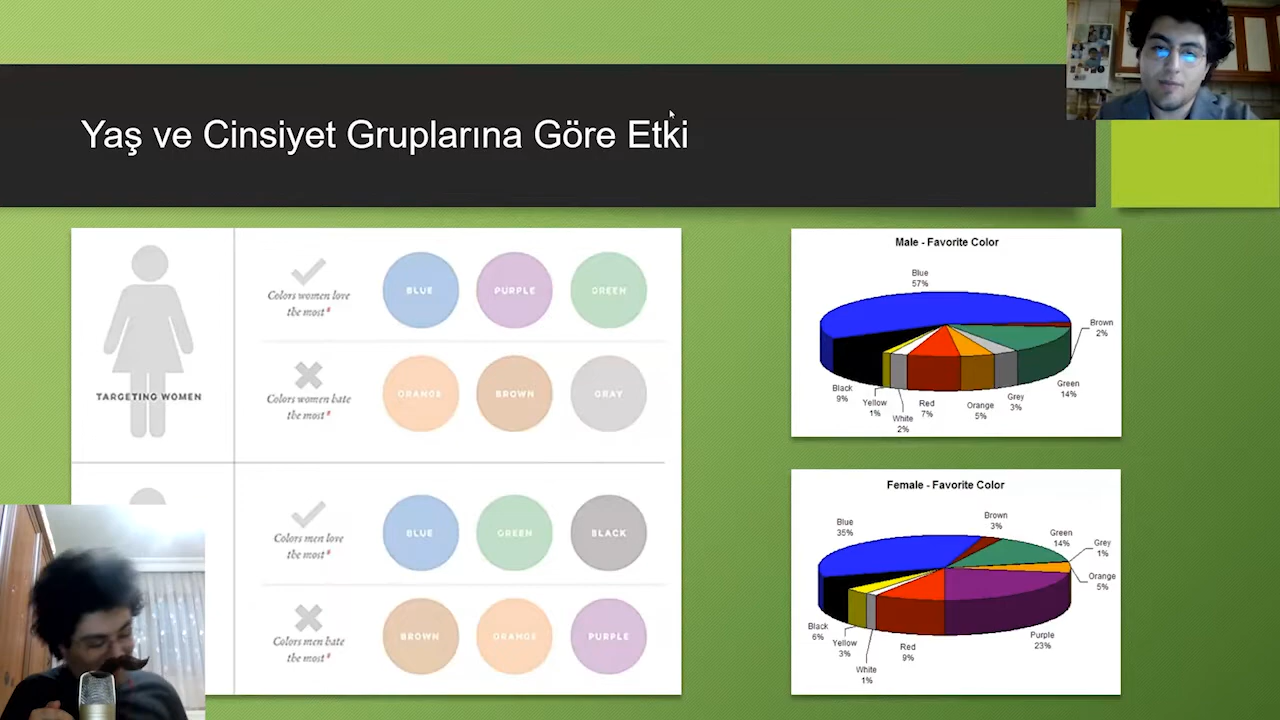 Yaş ve Cinsiyet Gruplarına Göre Etki
TARGETING WOMEN
Colors women love
the most*
BLUE
PURPLE
GREEN
Colors women hate
the most*
ORANGE
BROWN
GRAY
Colors men love
the most*
BLUE
GREEN
BLACK
Colors men hate
the most*
BROWN
ORANGE
PURPLE
Male - Favorite Color
Blue
57%
Brown
2%
Green
14%
Grey
3%
Orange
5%
Red
7%
White
2%
Yellow
1%
Black
9%
Female - Favorite Color
Blue
35%
Brown
3%
Green
14%
Grey
1%
Orange
5%
Purple
23%
Red
9%
White
1%
Yellow
3%
Black
6%